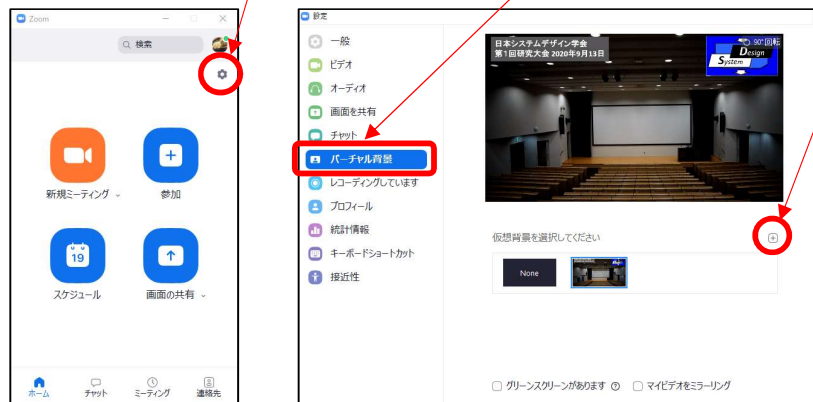 Zoom
検索
新規ミーティング
参加
19
スケジュール
画面の共有
ホーム
チャット
ミーティング
連絡先
設定
一般
ビデオ
オーディオ
画面を共有
チャット
バーチャル背景
レコーディングしています
プロフィール
統計情報
キーボードショートカット
接近性
日本システムデザイン学会
第1回研究大会 2020年9月13日
90°回転
Design
System
仮想背景を選択してください
None
グリーンスクリーンがあります
マイビデオをミラーリング